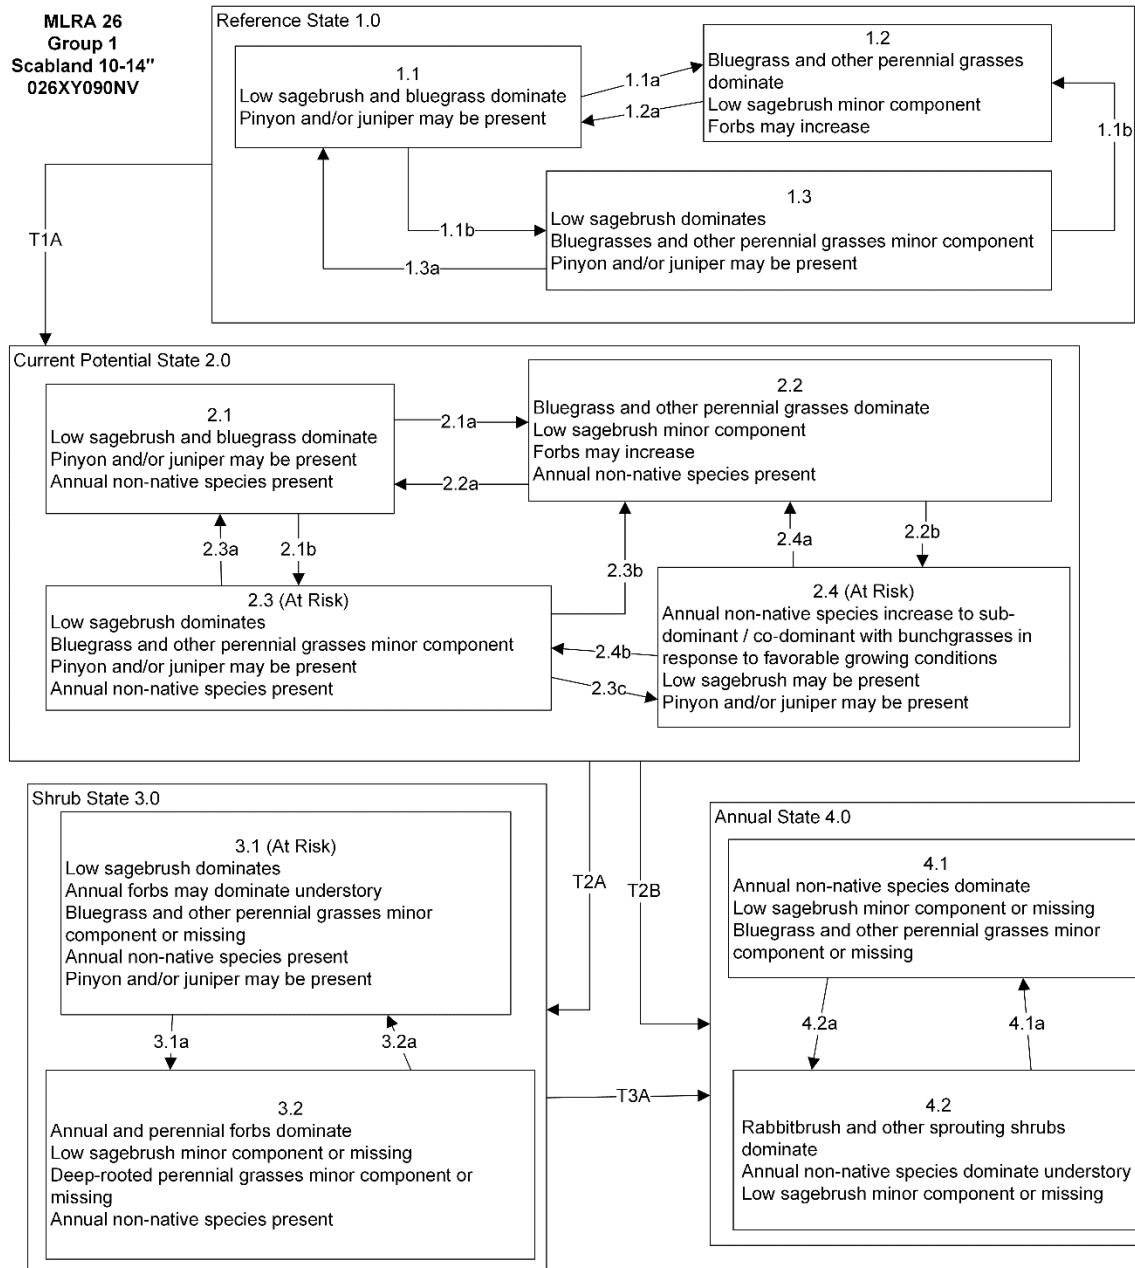 MLRA 26
Group 1
Scabland 10-14"
026XY090NV
Reference State 1.0
1.1
Low sagebrush and bluegrass dominate
Pinyon and/or juniper may be present
1.1a
1.2a
1.2
Bluegrass and other perennial grasses
dominate
Low sagebrush minor component
Forbs may increase
1.1b
1.1b
1.3a
1.3
Low sagebrush dominates
Bluegrasses and other perennial grasses minor component
Pinyon and/or juniper may be present
T1A
Current Potential State 2.0
2.1
Low sagebrush and bluegrass dominate
Pinyon and/or juniper may be present
Annual non-native species present
2.1a
2.2a
2.2
Bluegrass and other perennial grasses dominate
Low sagebrush minor component
Forbs may increase
Annual non-native species present
2.3a
2.1b
2.3b
2.4a
2.2b
2.3 (At Risk)
Low sagebrush dominates
Bluegrass and other perennial grasses minor component
Pinyon and/or juniper may be present
Annual non-native species present
2.4b
2.3c
2.4 (At Risk)
Annual non-native species increase to sub-
dominant / co-dominant with bunchgrasses in
response to favorable growing conditions
Low sagebrush may be present
Pinyon and/or juniper may be present
Shrub State 3.0
3.1 (At Risk)
Low sagebrush dominates
Annual forbs may dominate understory
Bluegrass and other perennial grasses minor
component or missing
Annual non-native species present
Pinyon and/or juniper may be present
3.1a
3.2a
3.2
Annual and perennial forbs dominate
Low sagebrush minor component or missing
Deep-rooted perennial grasses minor component or
missing
Annual non-native species present
T2A
T2B
T3A
Annual State 4.0
4.1
Annual non-native species dominate
Low sagebrush minor component or missing
Bluegrass and other perennial grasses minor
component or missing
4.2a
4.1a
4.2
Rabbitbrush and other sprouting shrubs
dominate
Annual non-native species dominate understory
Low sagebrush minor component or missing